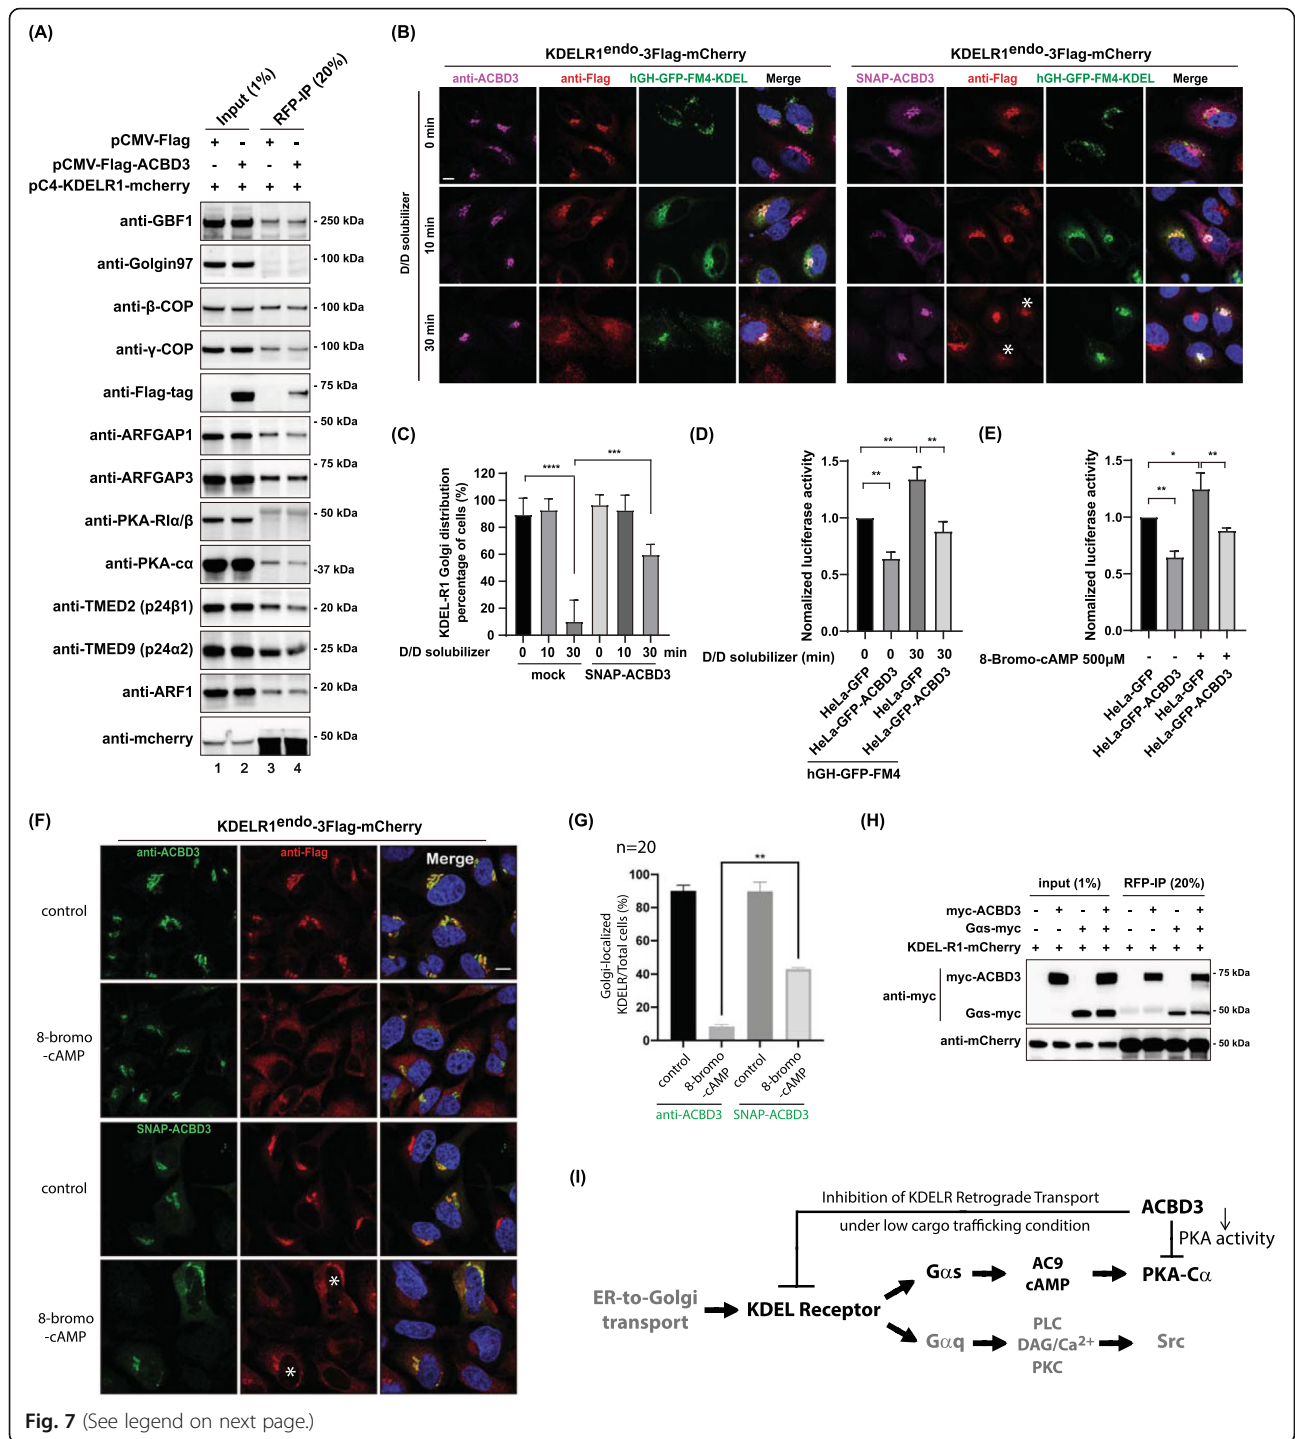 (A)
Input (1%)
RFP-IP (20%)
pCMV-Flag + - + -
pCMV-Flag-ACBD3 - + - +
pC4-KDELR1-mcherry + + + +
anti-GBF1 - 250 kDa
anti-Golgin97 - 100 kDa
anti-β-COP - 100 kDa
anti-γ-COP - 100 kDa
anti-Flag-tag - 75 kDa
- 50 kDa
anti-ARFGAP1
- 75 kDa
anti-ARFGAP3
anti-PKA-RIα/β - 50 kDa
anti-PKA-cα -37 kDa
anti-TMED2 (p24β1) - 20 kDa
anti-TMED9 (p24α2) - 25 kDa
anti-ARF1 - 20 kDa
anti-mcherry - 50 kDa
1 2 3 4
(B)
KDELR1endo-3Flag-mCherry
anti-ACBD3 anti-Flag hGH-GFP-FM4-KDEL Merge
KDELR1endo-3Flag-mCherry
SNAP-ACBD3 anti-Flag hGH-GFP-FM4-KDEL Merge
D/D solubilizer
0 min
10 min
30 min
*
*
(C)
KDEL-R1 Golgi distribution
percentage of cells (%)
120
100
80
60
40
20
0
**** ***
D/D solubilizer 0 10 30 0 10 30 min
mock SNAP-ACBD3
(D)
Nomalized luciferase activity
1.5
1.0
0.5
0.0
** ** **
D/D solubilizer (min) 0 0 30 30
HeLa-GFP
HeLa-GFP-ACBD3
HeLa-GFP
HeLa-GFP-ACBD3
hGH-GFP-FM4
(E)
Nomalized luciferase activity
1.5
1.0
0.5
0.0
* ** **
8-Bromo-cAMP 500μM - - + +
HeLa-GFP
HeLa-GFP-ACBD3
HeLa-GFP
HeLa-GFP-ACBD3
(F)
KDELR1endo-3Flag-mCherry
anti-ACBD3 anti-Flag Merge
control
8-bromo
-cAMP
SNAP-ACBD3
control
8-bromo
-cAMP
*
*
(G)
n=20
Golgi-localized
KDELR/Total cells (%)
100
80
60
40
20
0
**
control
8-bromo
-cAMP
control
8-bromo
-cAMP
anti-ACBD3 SNAP-ACBD3
(H)
input (1%) RFP-IP (20%)
myc-ACBD3 - + - + - + - +
Gαs-myc - - + + - - + +
KDEL-R1-mCherry + + + + + + + +
myc-ACBD3 - 75 kDa
anti-myc
Gαs-myc - 50 kDa
anti-mCherry - 50 kDa
(I)
Inhibition of KDELR Retrograde Transport
under low cargo trafficking condition
ACBD3
PKA activity
ER-to-Golgi
transport
KDEL Receptor
Gαs
AC9
cAMP
PKA-Cα
Gαq
PLC
DAG/Ca2+
PKC
Src
Fig. 7 (See legend on next page.)